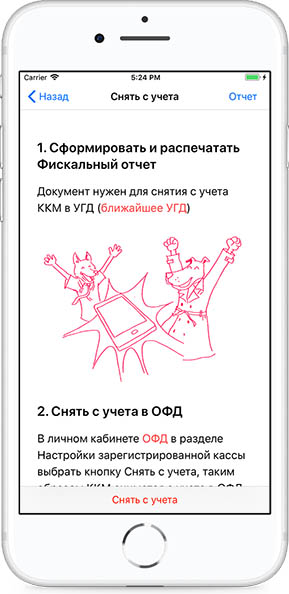 Carrier 5:24 PM
Назад Снять с учета Отчет
1. Сформировать и распечатать
Фискальный отчет
Документ нужен для снятия с учета
ККМ в УГД (ближайшее УГД)
2. Снять с учета в ОФД
В личном кабинете ОФД в разделе
Настройки зарегистрированной кассы
выбрать кнопку Снять с учета, таким
Снять с учета